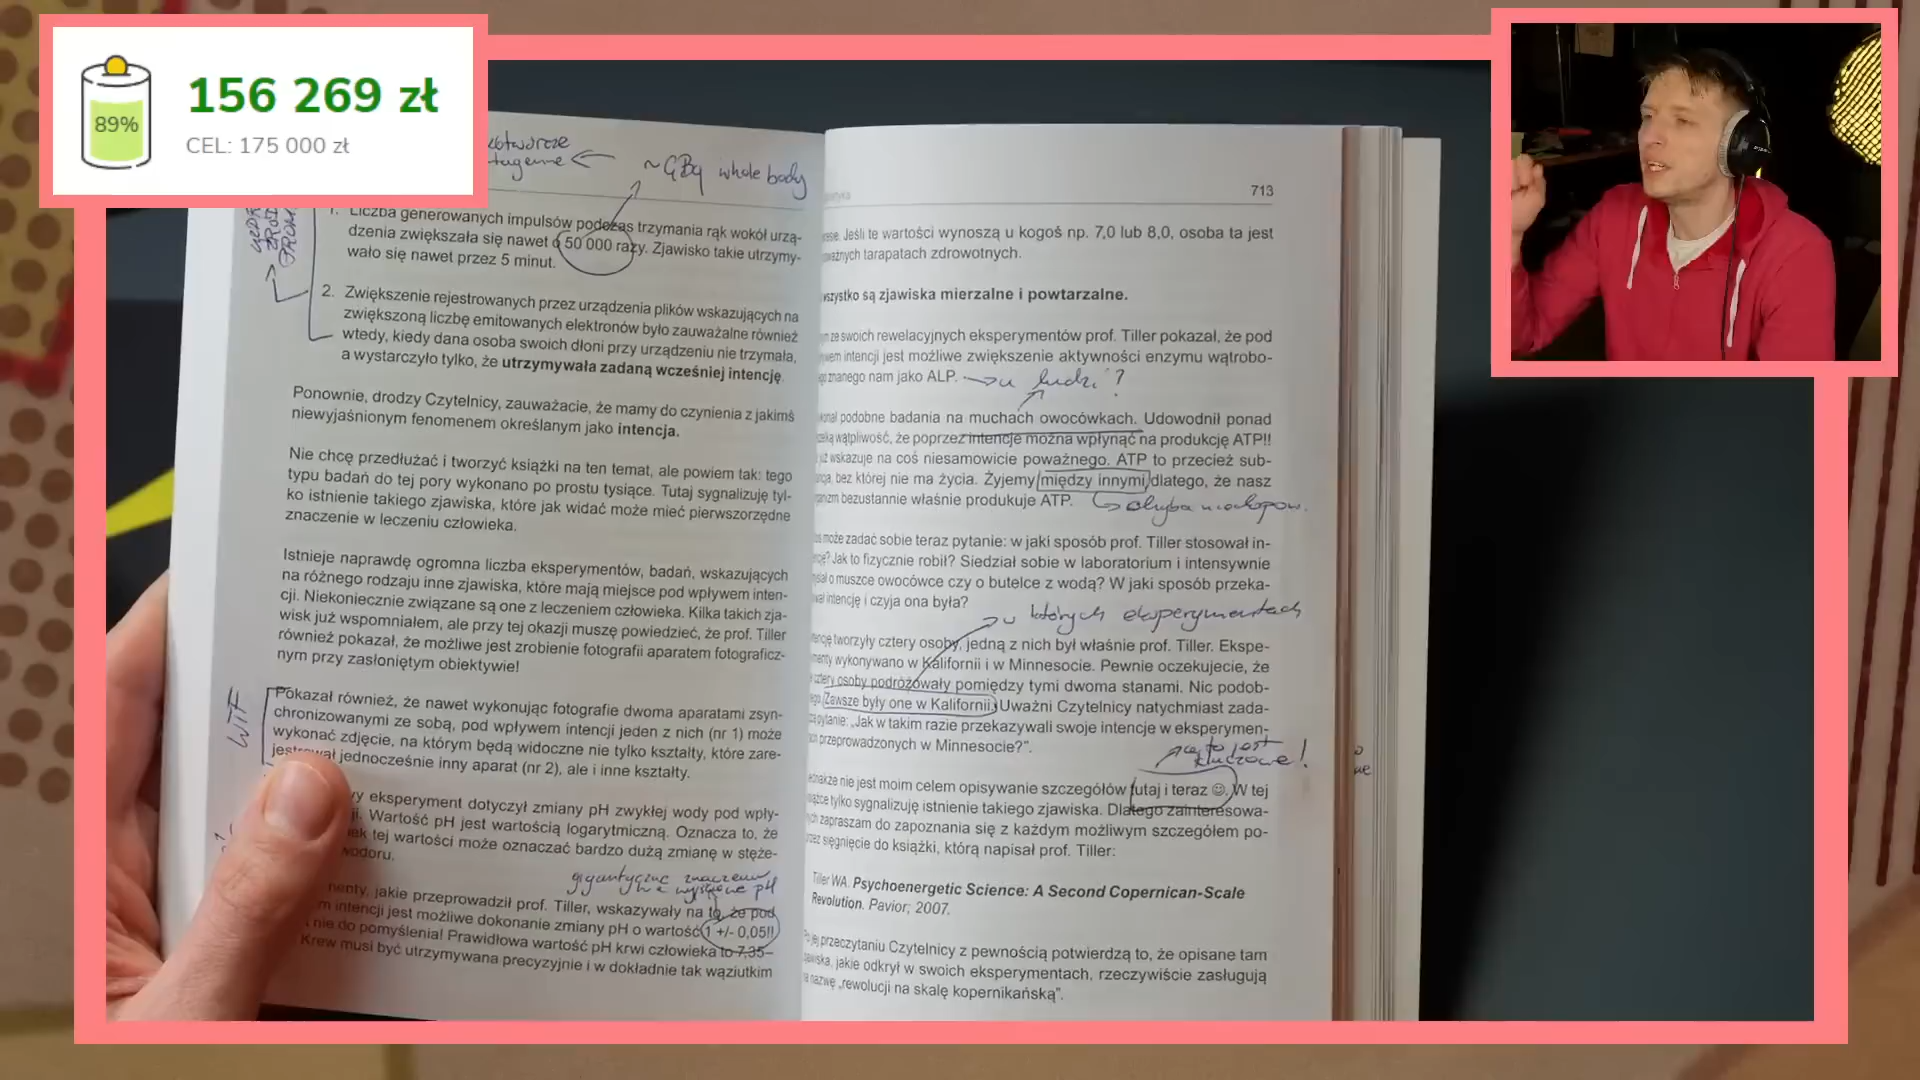 89%
156 269 zł
CEL: 175 000 zł
~ GBq whole body
1. Liczba generowanych impulsów podczas trzymania rąk wokół urzą-
dzenia zwiększała się nawet o 50 000 razy. Zjawisko takie utrzymy-
wało się nawet przez 5 minut.
2. Zwiększenie rejestrowanych przez urządzenia plików wskazujących na
zwiększoną liczbę emitowanych elektronów było zauważalne również
wtedy, kiedy dana osoba swoich dłoni przy urządzeniu nie trzymała,
a wystarczyło tylko, że utrzymywała zadaną wcześniej intencję.
Ponownie, drodzy Czytelnicy, zauważacie, że mamy do czynienia z jakimś
niewyjaśnionym fenomenem określanym jako intencja.
Nie chcę przedłużać i tworzyć książki na ten temat, ale powiem tak: tego
typu badań do tej pory wykonano po prostu tysiące. Tutaj sygnalizuję tyl-
ko istnienie takiego zjawiska, które jak widać może mieć pierwszorzędne
znaczenie w leczeniu człowieka.
Istnieje naprawdę ogromna liczba eksperymentów, badań, wskazujących
na różnego rodzaju inne zjawiska, które mają miejsce pod wpływem inten-
cji. Niekoniecznie związane są one z leczeniem człowieka. Kilka takich zja-
wisk już wspomniałem, ale przy tej okazji muszę powiedzieć, że prof. Tiller
również pokazał, że możliwe jest zrobienie fotografii aparatem fotograficz-
nym przy zasłoniętym obiektywie!
WTF
Pokazał również, że nawet wykonując fotografie dwoma aparatami zsyn-
chronizowanymi ze sobą, pod wpływem intencji jeden z nich (nr 1) może
wykonać zdjęcie, na którym będą widoczne nie tylko kształty, które zare-
jestrował jednocześnie inny aparat (nr 2), ale i inne kształty.
eksperyment dotyczył zmiany pH zwykłej wody pod wpły-
Wartość pH jest wartością logarytmiczną. Oznacza to, że
tej wartości może oznaczać bardzo dużą zmianę w stęże-
wodoru.
gigantyczne znaczenie
ma wyjściowe pH
jakie przeprowadził prof. Tiller, wskazywały na to, że pod
intencji jest możliwe dokonanie zmiany pH o wartość 1 +/- 0,05!!
nie do pomyślenia! Prawidłowa wartość pH krwi człowieka to 7,35–
Krew musi być utrzymywana precyzyjnie i w dokładnie tak wąziutkim
713
Jeśli te wartości wynoszą u kogoś np. 7,0 lub 8,0, osoba ta jest
tarapatach zdrowotnych.
wszystko są zjawiska mierzalne i powtarzalne.
ze swoich rewelacyjnych eksperymentów prof. Tiller pokazał, że pod
intencji jest możliwe zwiększenie aktywności enzymu wątrobo-
znanego nam jako ALP. → u ludzi?
podobne badania na muchach owocówkach. Udowodnił ponad
wątpliwość, że poprzez intencję można wpłynąć na produkcję ATP!!
wskazuje na coś niesamowicie poważnego. ATP to przecież sub-
bez której nie ma życia. Żyjemy między innymi dlatego, że nasz
bezustannie właśnie produkuje ATP.
może zadać sobie teraz pytanie: w jaki sposób prof. Tiller stosował in-
Jak to fizycznie robił? Siedział sobie w laboratorium i intensywnie
o muszce owocówce czy o butelce z wodą? W jaki sposób przeka-
intencję i czyja ona była?
w których eksperymentach
tworzyły cztery osoby, jedną z nich był właśnie prof. Tiller. Ekspe-
wykonywano w Kalifornii i w Minnesocie. Pewnie oczekujecie, że
cztery osoby podróżowały pomiędzy tymi dwoma stanami. Nic podob-
Zawsze były one w Kalifornii. Uważni Czytelnicy natychmiast zada-
pytanie: „Jak w takim razie przekazywali swoje intencje w eksperymen-
przeprowadzonych w Minnesocie?".
a to jest
kluczowe!
nie jest moim celem opisywanie szczegółów tutaj i teraz ☺. W tej
tylko sygnalizuję istnienie takiego zjawiska. Dlatego zainteresowa-
zapraszam do zapoznania się z każdym możliwym szczegółem po-
sięgnięcie do książki, którą napisał prof. Tiller:
Tiller WA. Psychoenergetic Science: A Second Copernican-Scale
Revolution. Pavior; 2007.
jej przeczytaniu Czytelnicy z pewnością potwierdzą to, że opisane tam
jakie odkrył w swoich eksperymentach, rzeczywiście zasługują
na nazwę „rewolucji na skalę kopernikańską".